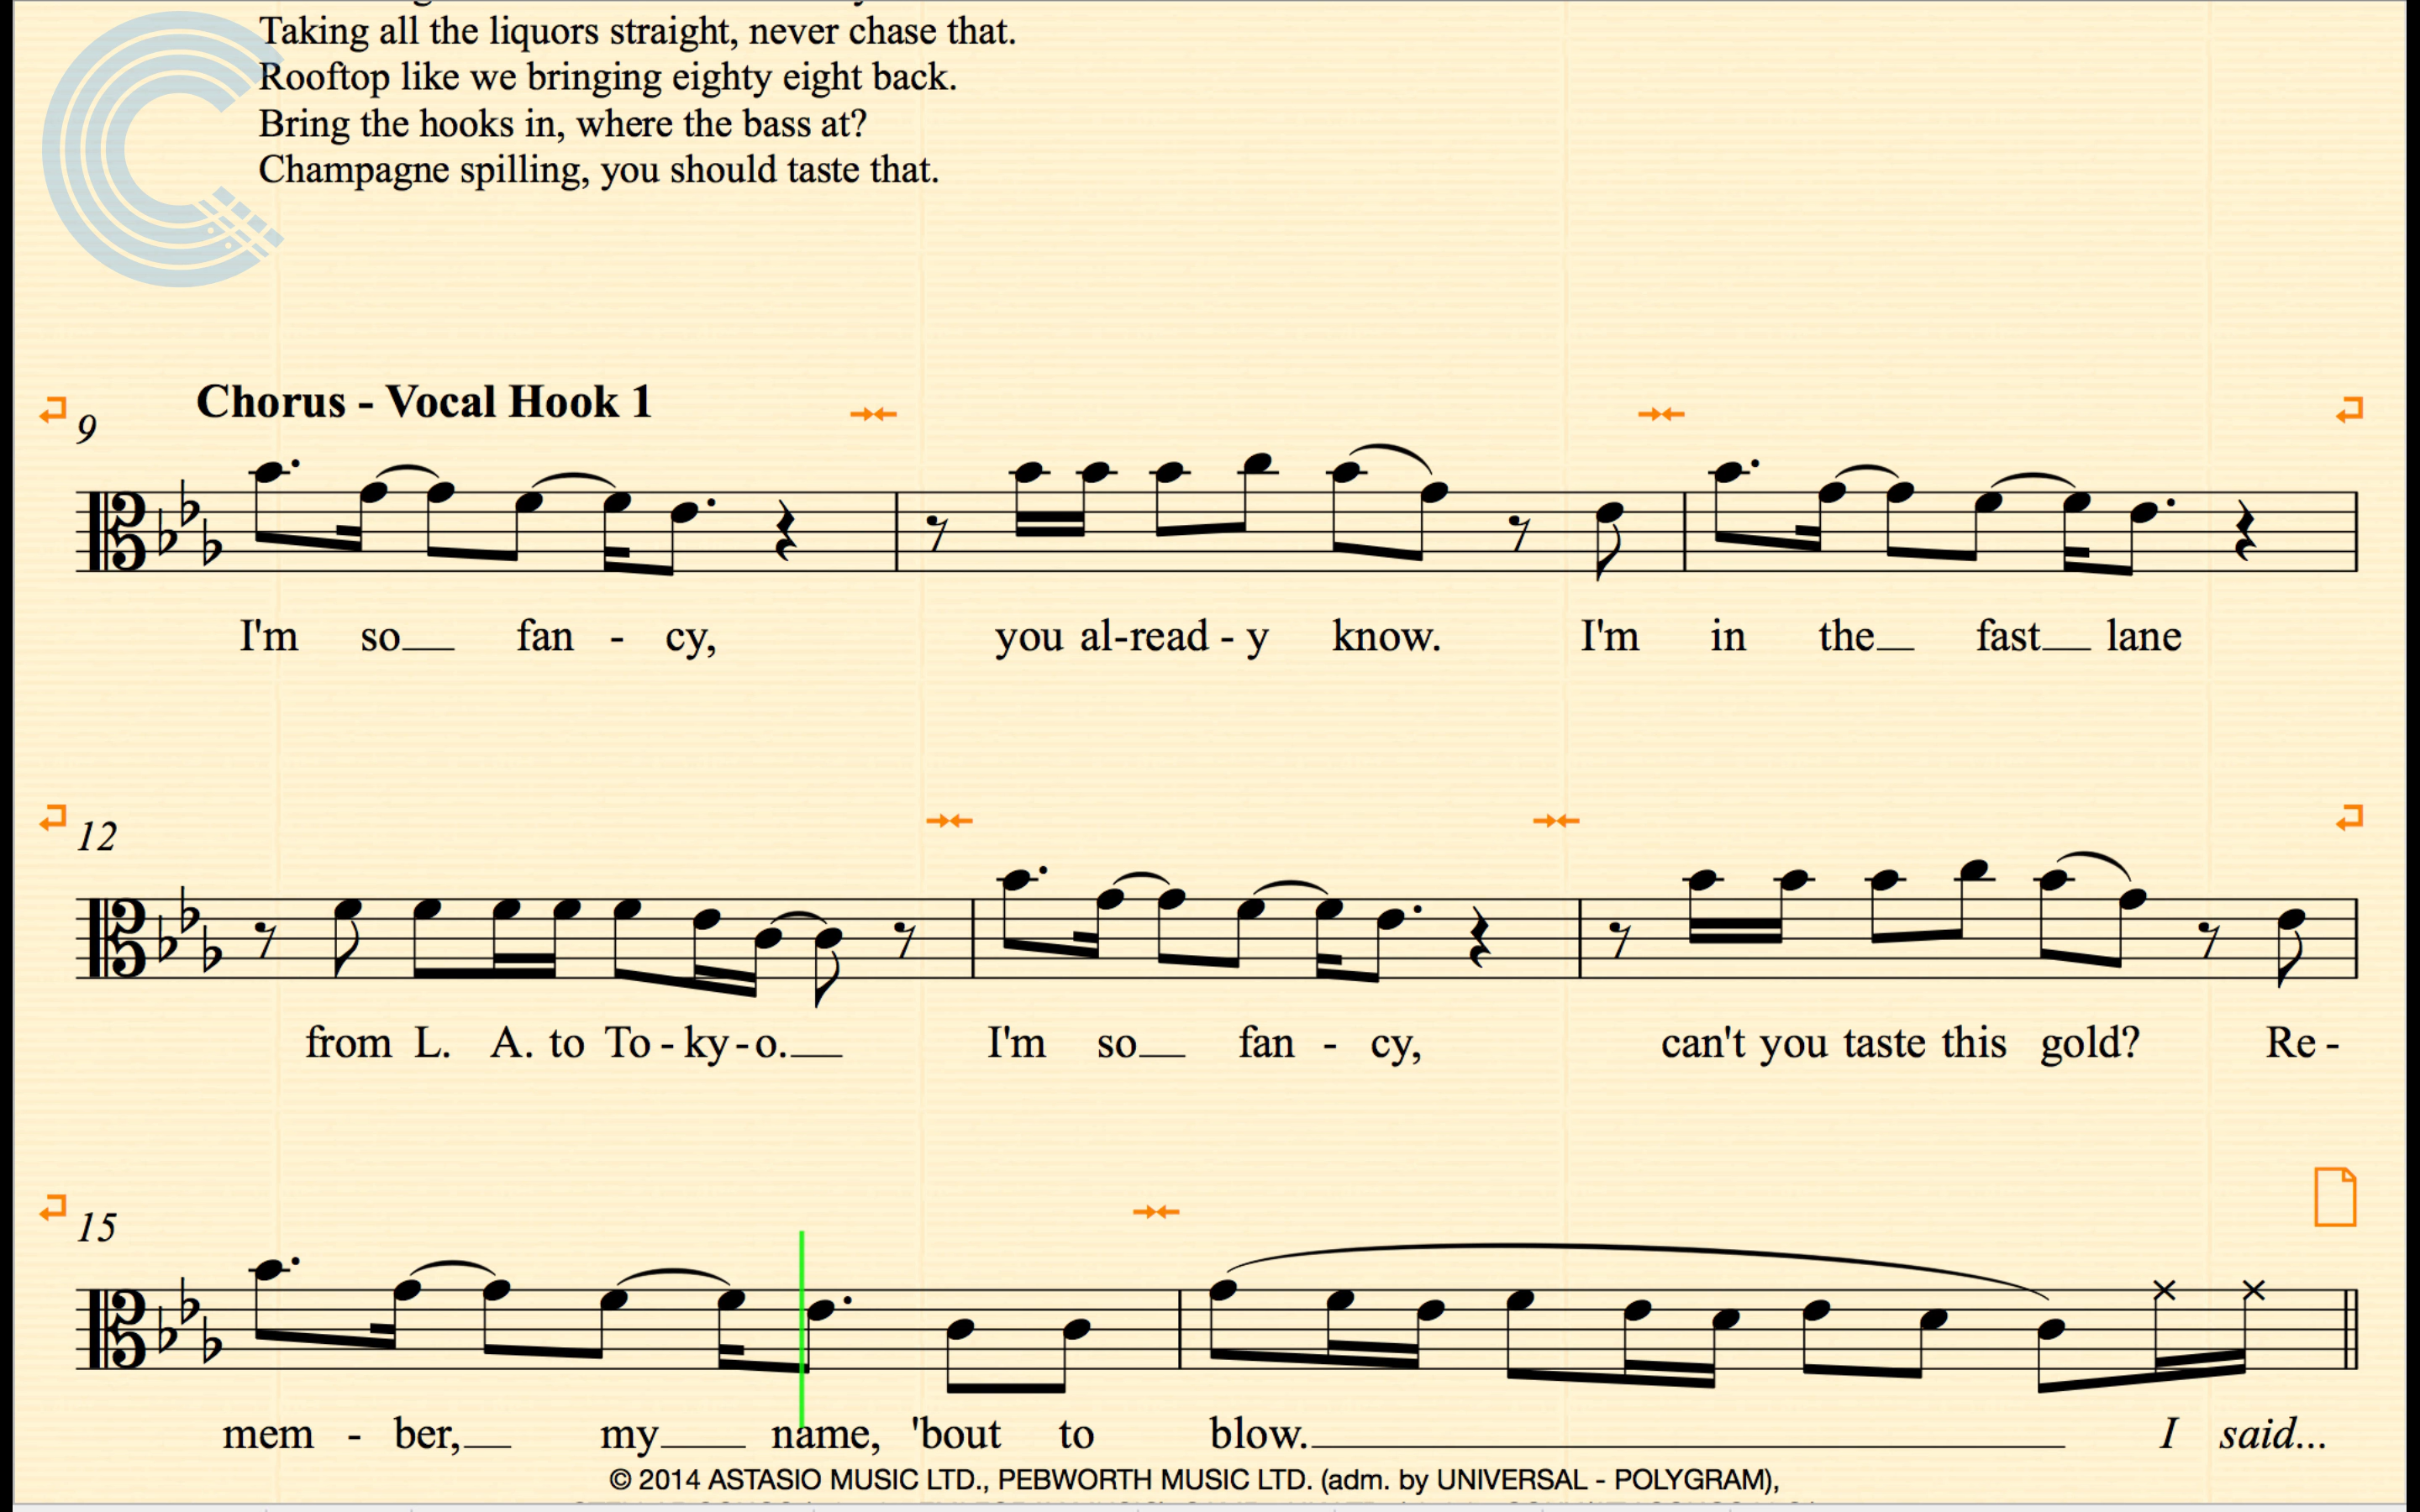 Taking all the liquors straight, never chase that.
Rooftop like we bringing eighty eight back.
Bring the hooks in, where the bass at?
Champagne spilling, you should taste that.
Chorus - Vocal Hook 1
9
I'm so fan - cy, you al-read - y know. I'm in the fast lane
12
from L. A. to To - ky - o. I'm so fan - cy, can't you taste this gold? Re -
15
mem - ber, my name, 'bout to blow. I said...
© 2014 ASTASIO MUSIC LTD., PEBWORTH MUSIC LTD. (adm. by UNIVERSAL - POLYGRAM),